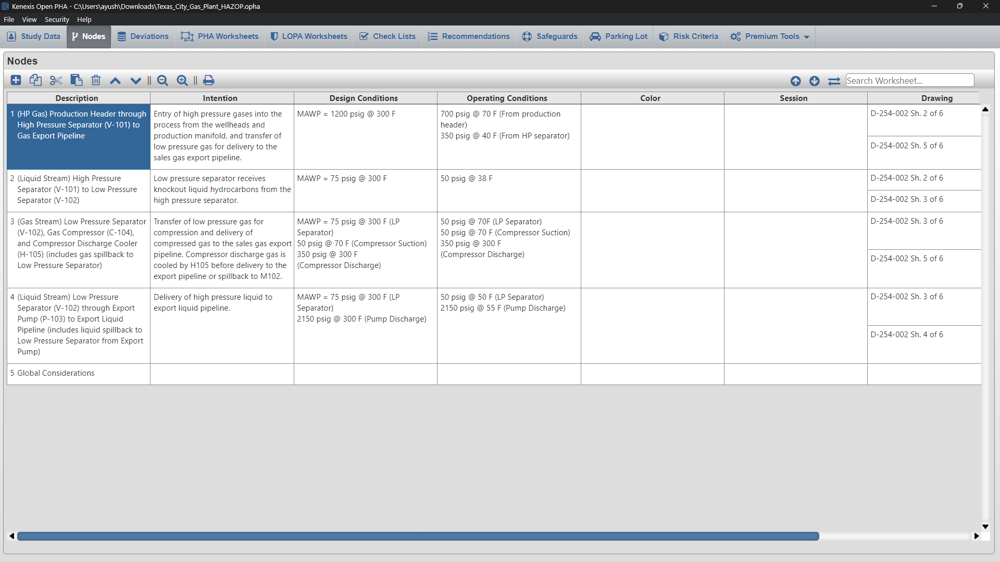 Kenexis Open PHA - C:\Users\ayush\Downloads\Texas_City_Gas_Plant_HAZOP.opha
File View Security Help
Study Data Nodes Deviations PHA Worksheets LOPA Worksheets Check Lists Recommendations Safeguards Parking Lot Risk Criteria Premium Tools
Nodes
Search Worksheet...
Description Intention Design Conditions Operating Conditions Color Session Drawing
1 (HP Gas) Production Header through
High Pressure Separator (V-101) to
Gas Export Pipeline
Entry of high pressure gases into the
process from the wellheads and
production manifold, and transfer of
low pressure gas for delivery to the
sales gas export pipeline.
MAWP = 1200 psig @ 300 F
700 psig @ 70 F (From production
header)
350 psig @ 40 F (From HP separator)
D-254-002 Sh. 2 of 6
D-254-002 Sh. 5 of 6
2 (Liquid Stream) High Pressure
Separator (V-101) to Low Pressure
Separator (V-102)
Low pressure separator receives
knockout liquid hydrocarbons from the
high pressure separator.
MAWP = 75 psig @ 300 F
50 psig @ 38 F
D-254-002 Sh. 2 of 6
D-254-002 Sh. 3 of 6
3 (Gas Stream) Low Pressure Separator
(V-102), Gas Compressor (C-104),
and Compressor Discharge Cooler
(H-105) (includes gas spillback to
Low Pressure Separator)
Transfer of low pressure gas for
compression and delivery of
compressed gas to the sales gas export
pipeline. Compressor discharge gas is
cooled by H105 before delivery to the
export pipeline or spillback to M102.
MAWP = 75 psig @ 300 F (LP
Separator)
50 psig @ 70 F (Compressor Suction)
350 psig @ 300 F
(Compressor Discharge)
50 psig @ 70F (LP Separator)
50 psig @ 70 F (Compressor Suction)
350 psig @ 300 F
(Compressor Discharge)
D-254-002 Sh. 3 of 6
D-254-002 Sh. 5 of 6
4 (Liquid Stream) Low Pressure
Separator (V-102) through Export
Pump (P-103) to Export Liquid
Pipeline (includes liquid spillback to
Low Pressure Separator from Export
Pump)
Delivery of high pressure liquid to
export liquid pipeline.
MAWP = 75 psig @ 300 F (LP
Separator)
2150 psig @ 300 F (Pump Discharge)
50 psig @ 50 F (LP Separator)
2150 psig @ 55 F (Pump Discharge)
D-254-002 Sh. 3 of 6
D-254-002 Sh. 4 of 6
5 Global Considerations